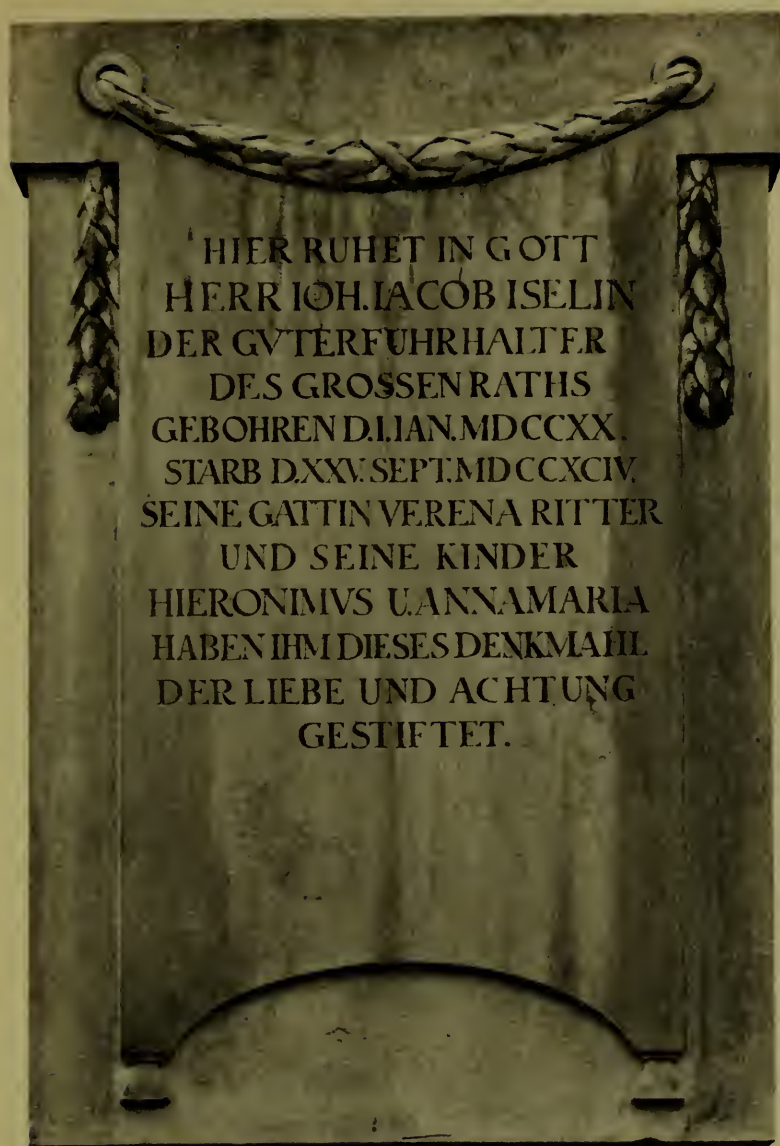 HIER RUHET IN GOTT
HERR IOH. IACOB ISELIN
DER GVTERFUHRHALTER
DES GROSSEN RATHS
GEBOHREN D.I.IAN.MDCCXX.
STARB D.XXV.SEPT.MDCCXCIV.
SEINE GATTIN VERENA RITTER
UND SEINE KINDER
HIERONIMVS U.ANNAMARIA
HABEN IHM DIESES DENKMAHL
DER LIEBE UND ACHTUNG
GESTIFTET.